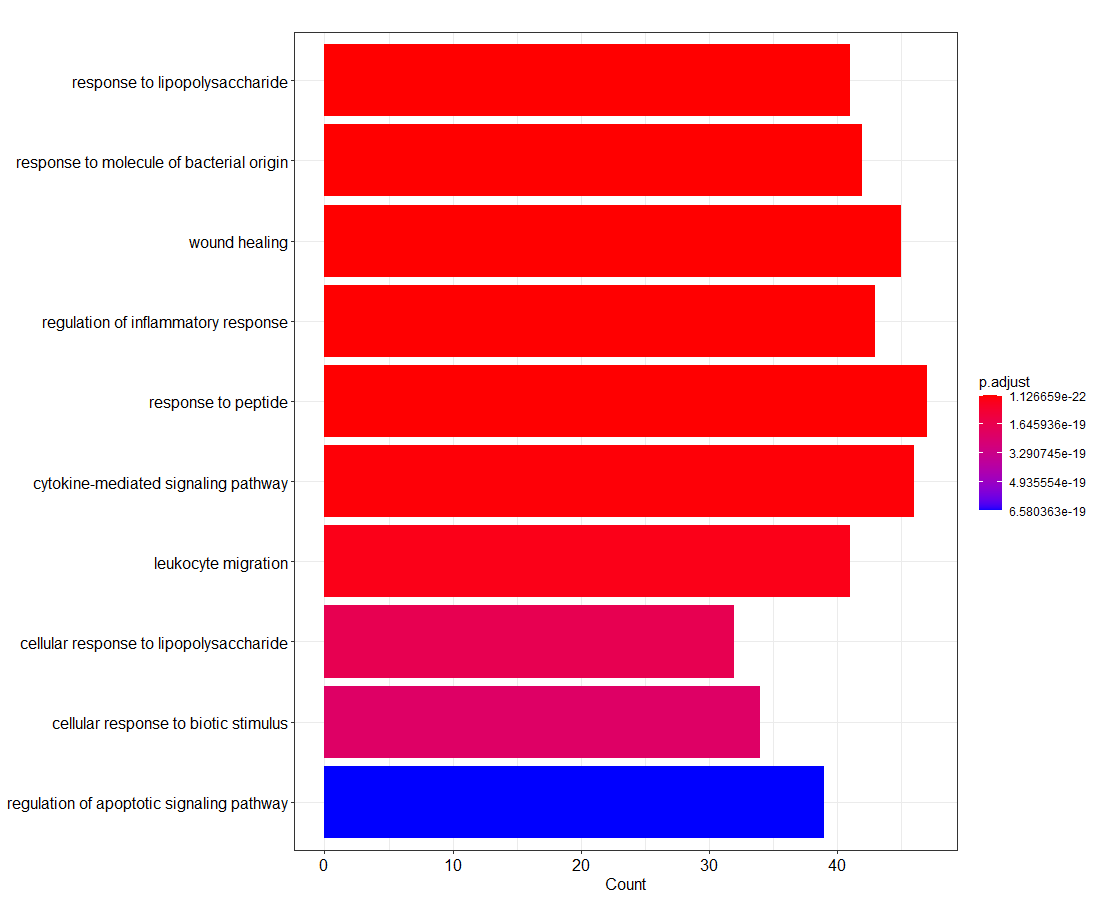 response to lipopolysaccharide
response to molecule of bacterial origin
wound healing
regulation of inflammatory response
response to peptide
cytokine-mediated signaling pathway
leukocyte migration
cellular response to lipopolysaccharide
cellular response to biotic stimulus
regulation of apoptotic signaling pathway
0 10 20 30 40
Count
p.adjust
1.126659e-22
1.645936e-19
3.290745e-19
4.935554e-19
6.580363e-19